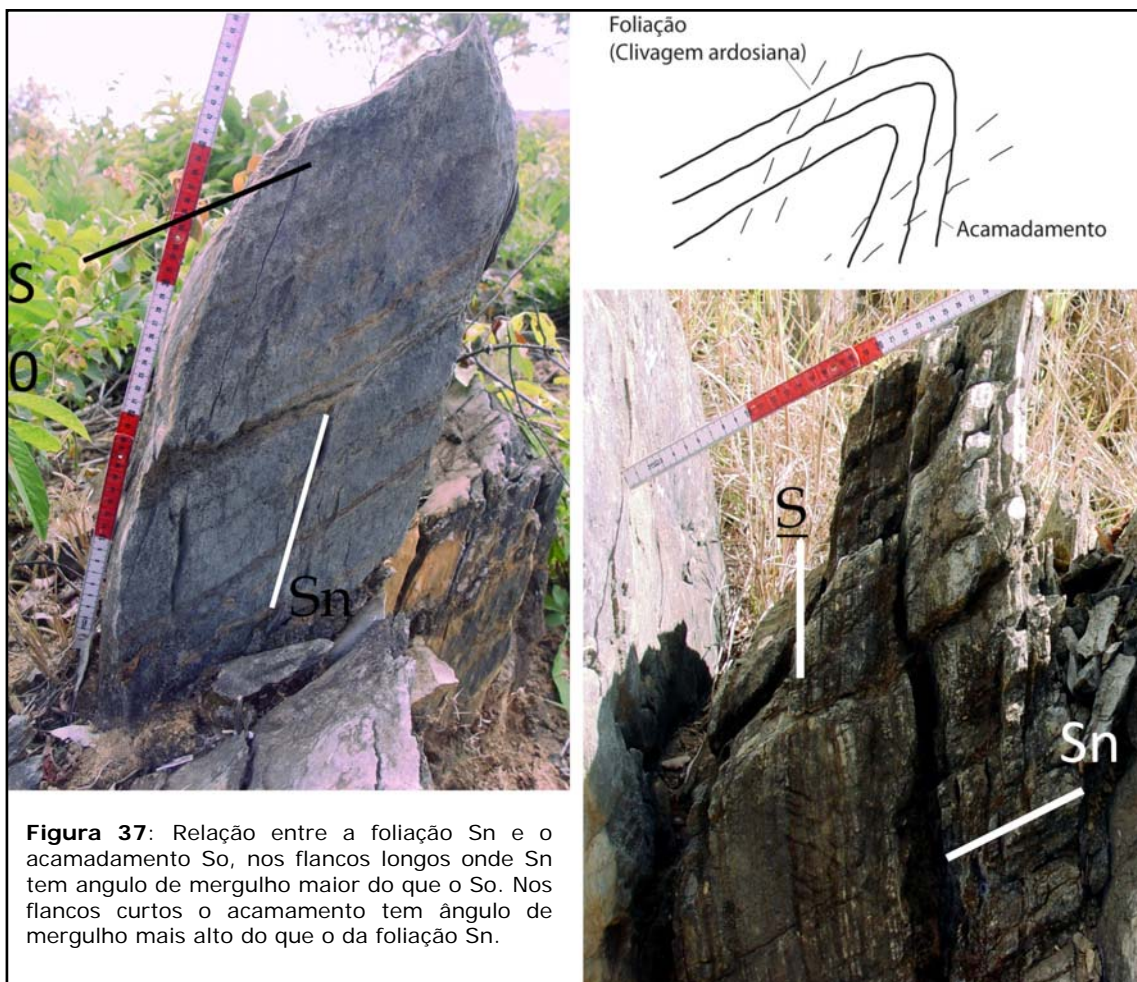 Foliação
(Clivagem ardosiana)
Acamadamento
S
0
Sn
S
Sn
Figura 37: Relação entre a foliação Sn e o
acamadamento So, nos flancos longos onde Sn
tem angulo de mergulho maior do que o So. Nos
flancos curtos o acamamento tem ângulo de
mergulho mais alto do que o da foliação Sn.